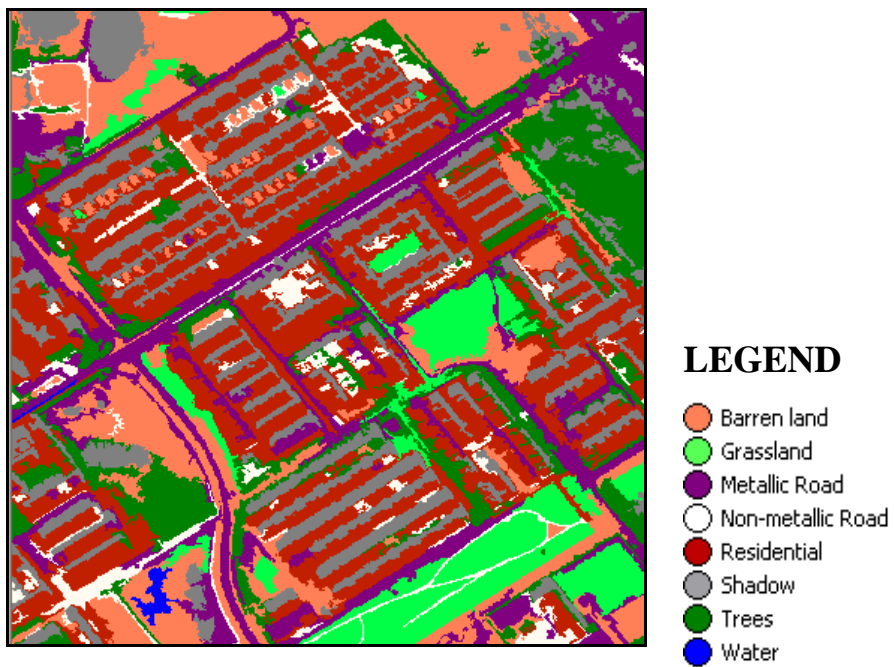 LEGEND
Barren land
Grassland
Metallic Road
Non-metallic Road
Residential
Shadow
Trees
Water